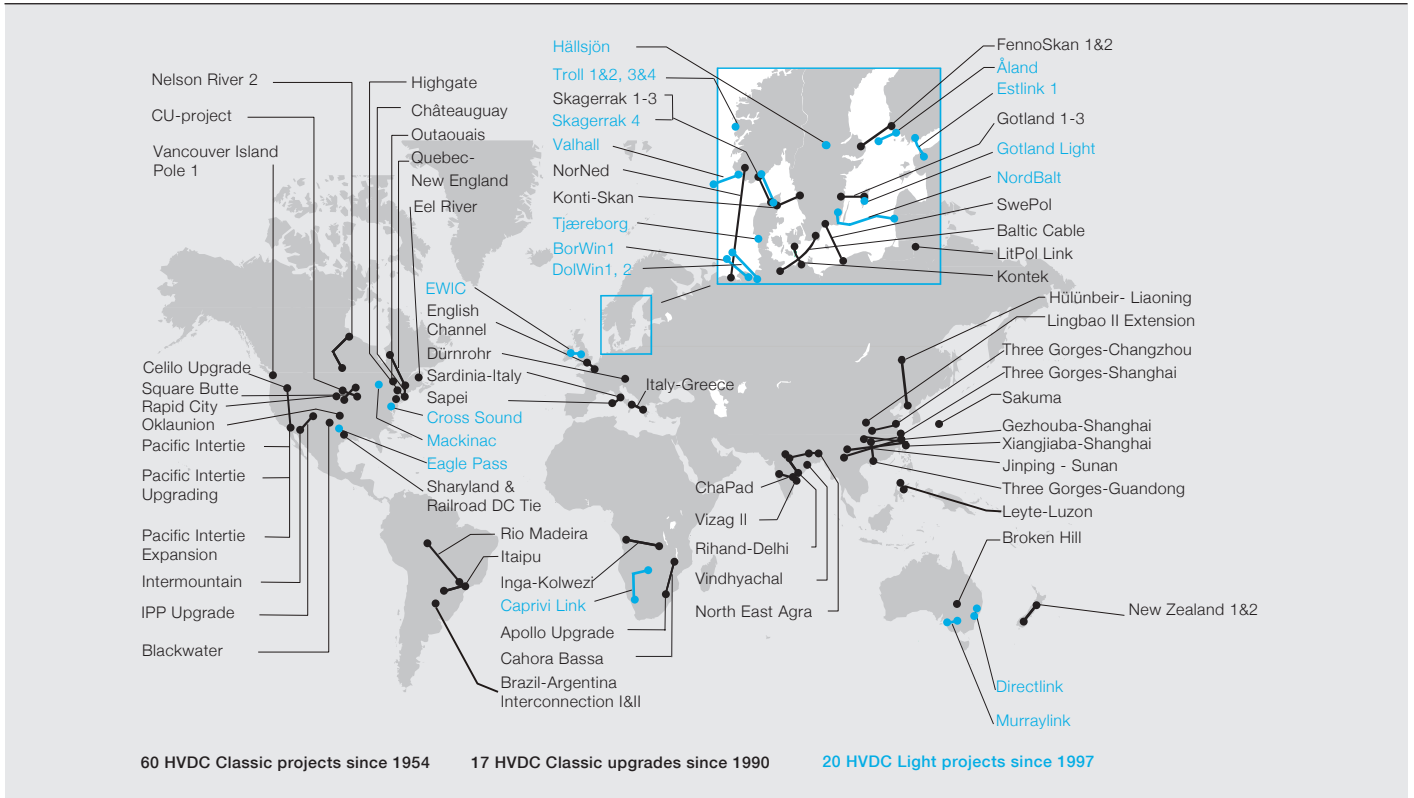 Nelson River 2
CU-project
Vancouver Island
Pole 1
Highgate
Châteauguay
Outaouais
Quebec-
New England
Eel River
Hällsjön
Troll 1&2, 3&4
Skagerrak 1-3
Skagerrak 4
Valhall
NorNed
Konti-Skan
Tjæreborg
BorWin1
DolWin1, 2
FennoSkan 1&2
Åland
Estlink 1
Gotland 1-3
Gotland Light
NordBalt
SwePol
Baltic Cable
LitPol Link
Kontek
EWIC
English
Channel
Dürnrohr
Sardinia-Italy
Sapei
Italy-Greece
Cross Sound
Mackinac
Eagle Pass
Sharyland &
Railroad DC Tie
Celilo Upgrade
Square Butte
Rapid City
Oklaunion
Pacific Intertie
Pacific Intertie
Upgrading
Pacific Intertie
Expansion
Intermountain
IPP Upgrade
Blackwater
Hülünbeir- Liaoning
Lingbao II Extension
Three Gorges-Changzhou
Three Gorges-Shanghai
Sakuma
Gezhouba-Shanghai
Xiangjiaba-Shanghai
Jinping - Sunan
Three Gorges-Guandong
Leyte-Luzon
ChaPad
Vizag II
Rihand-Delhi
Vindhyachal
North East Agra
Rio Madeira
Itaipu
Inga-Kolwezi
Caprivi Link
Apollo Upgrade
Cahora Bassa
Brazil-Argentina
Interconnection I&II
Broken Hill
New Zealand 1&2
Directlink
Murraylink
60 HVDC Classic projects since 1954
17 HVDC Classic upgrades since 1990
20 HVDC Light projects since 1997